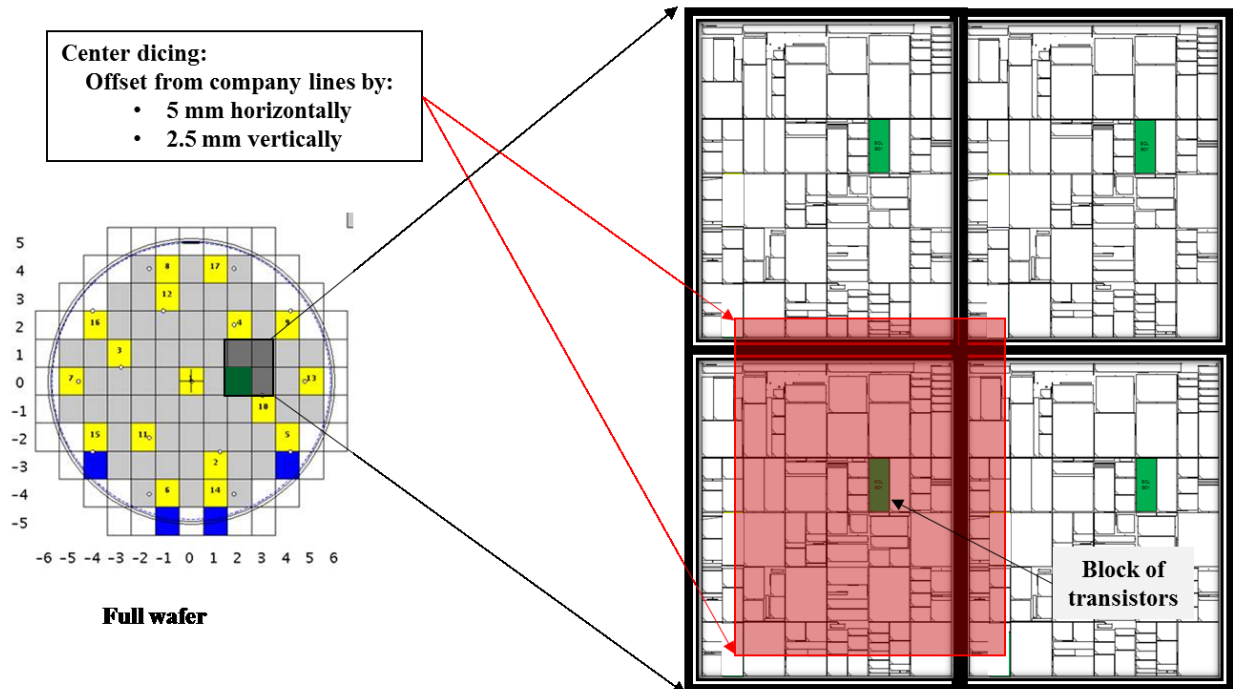 Center dicing:
Offset from company lines by:
• 5 mm horizontally
• 2.5 mm vertically
5
4
3
2
1
0
-1
-2
-3
-4
-5
8 17
12
16 4 9
3
7 1 13
10
15 11 5
2
6 14
-6 -5 -4 -3 -2 -1 0 1 2 3 4 5 6
Full wafer
Block of
transistors